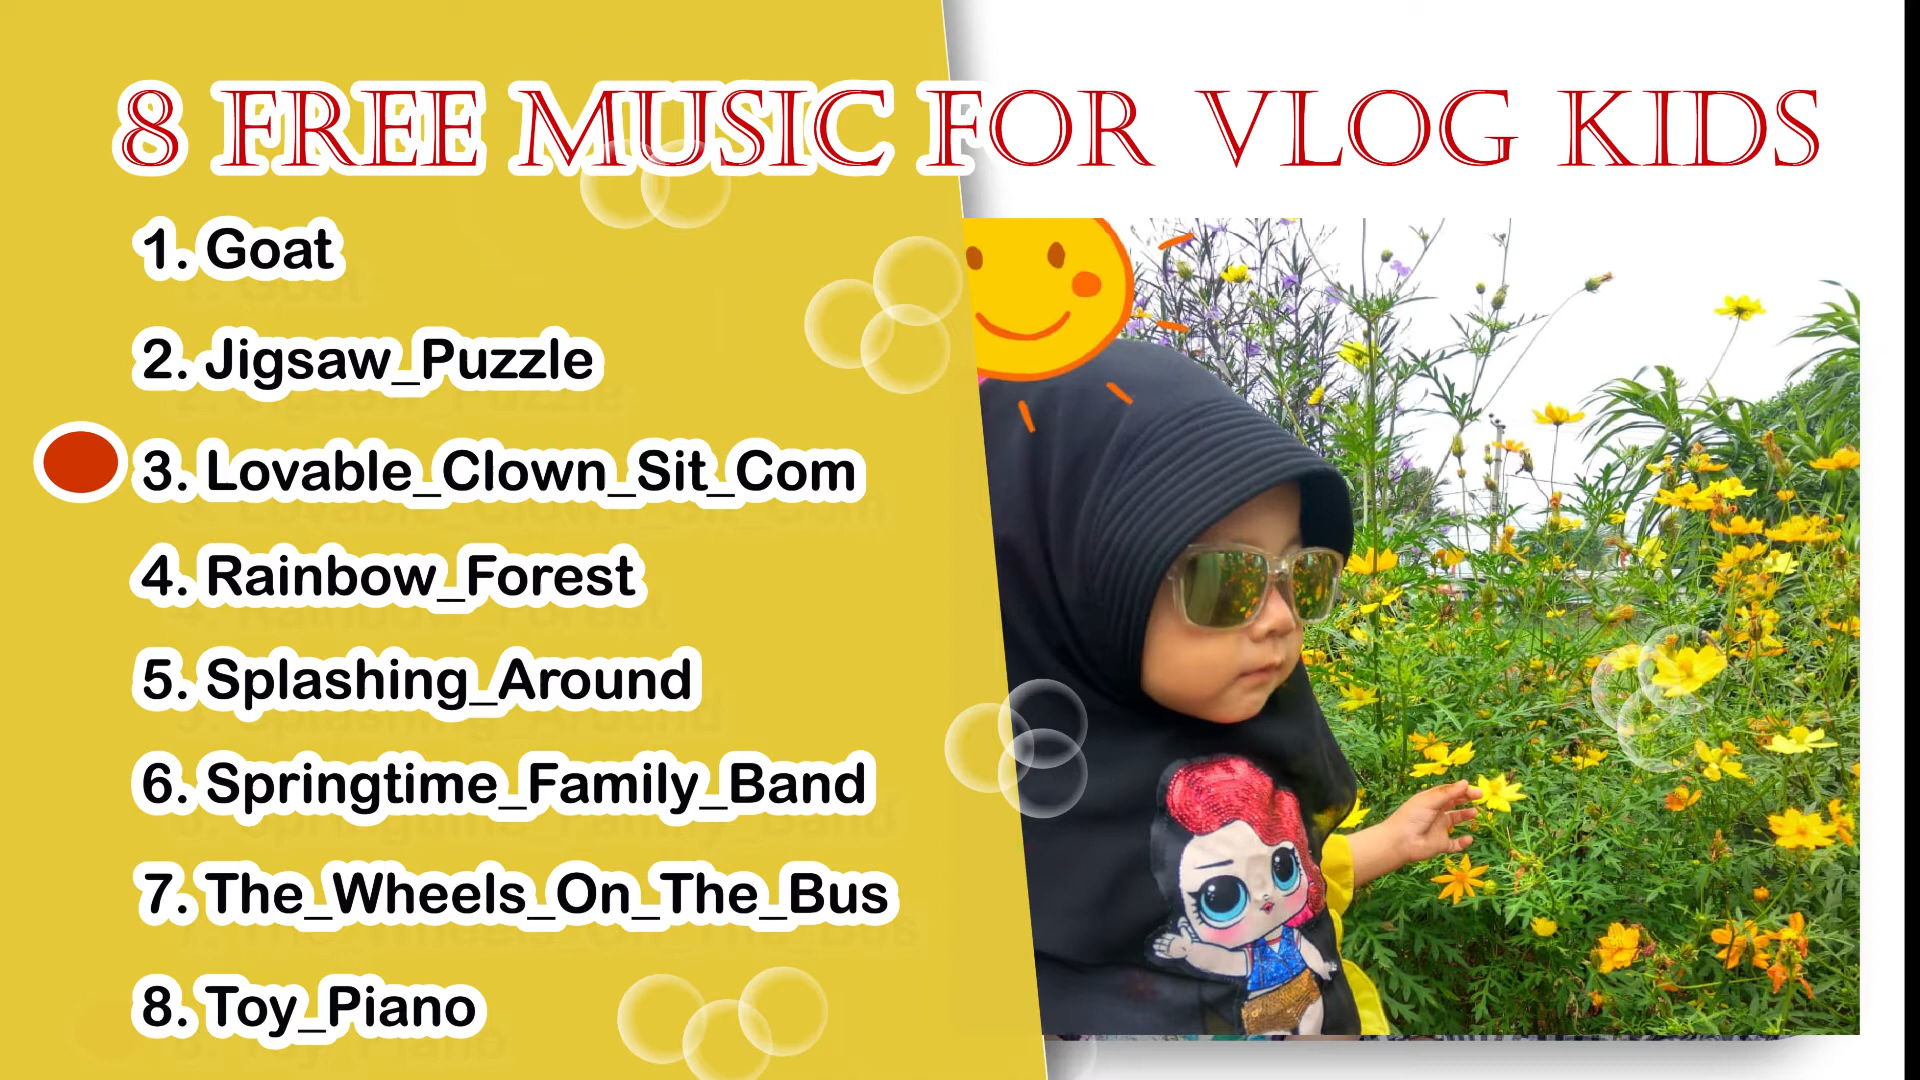 8 FREE MUSIC FOR VLOG KIDS
1. Goat
2. Jigsaw_Puzzle
3. Lovable_Clown_Sit_Com
4. Rainbow_Forest
5. Splashing_Around
6. Springtime_Family_Band
7. The_Wheels_On_The_Bus
8. Toy_Piano